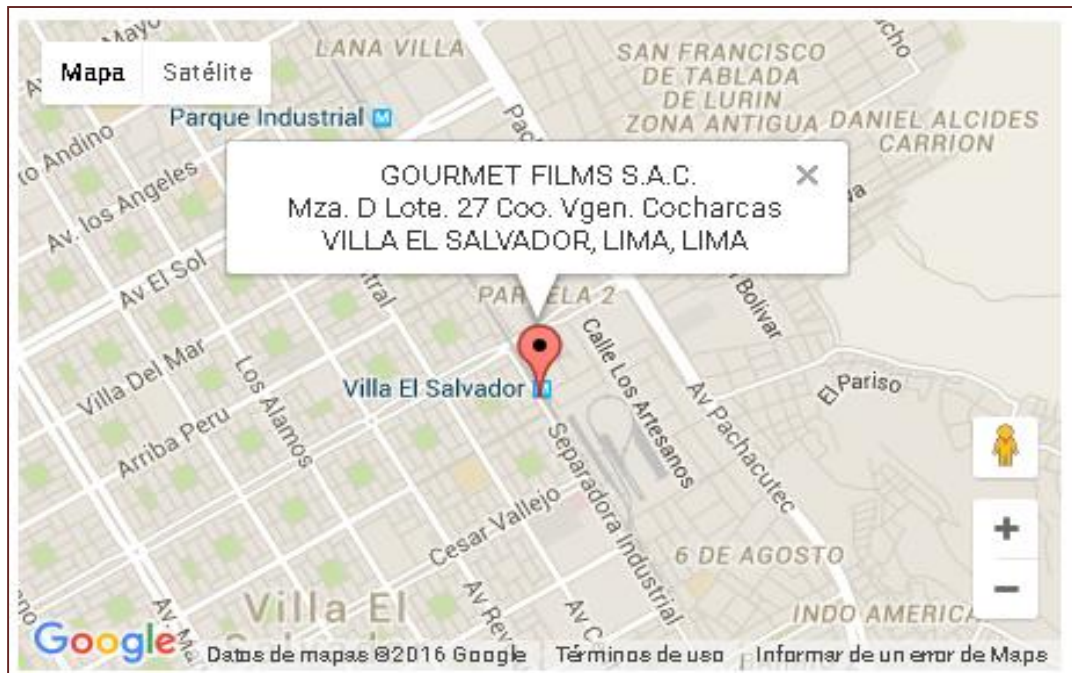 Mayo
LANA VILLA
SAN FRANCISCO
DE TABLADA
DE LURIN
ZONA ANTIGUA
DANIEL ALCIDES
CARRION
Mapa
Satélite
Parque Industrial
Andino
Av. los Angeles
GOURMET FILMS S.A.C.
Mza. D Lote. 27 Coo. Vgen. Cocharcas
VILLA EL SALVADOR, LIMA, LIMA
Av El Sol
Bolivar
Villa Del Mar
Villa El Salvador
Calle Los Artesanos
Av Pachacutec
El Pariso
Los Alamos
Arriba Peru
Separadora Industrial
Cesar Vallejo
6 DE AGOSTO
Villa El
INDO AMERICA
Google
Datos de mapas ©2016 Google
Términos de uso
Informar de un error de Maps